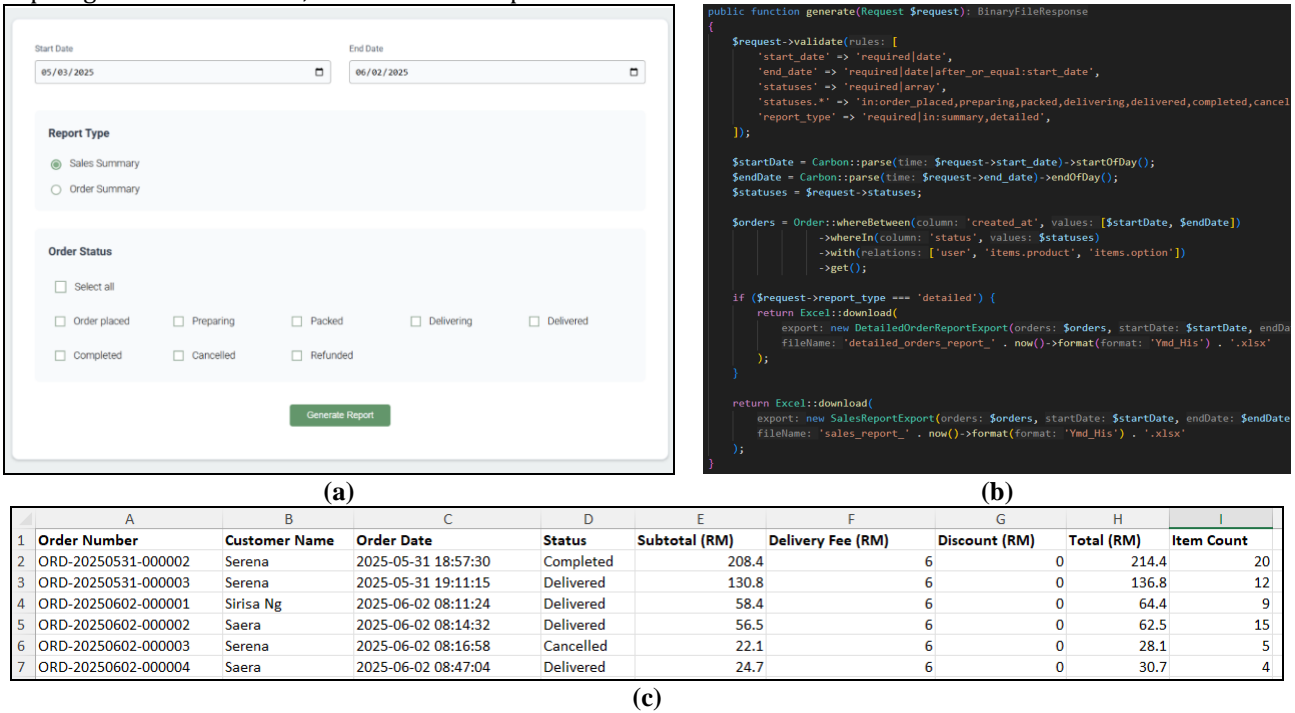 Start Date
End Date
05/03/2025
06/02/2025
Report Type
Sales Summary
Order Summary
Order Status
Select all
Order placed Preparing Packed Delivering Delivered
Completed Cancelled Refunded
Generate Report
(a)
public function generate(Request $request): BinaryFileResponse
{
$request->validate(rules: [
'start_date' => 'required|date',
'end_date' => 'required|date|after_or_equal:start_date',
'statuses' => 'required|array',
'statuses.*' => 'in:order_placed,preparing,packed,delivering,delivered,completed,cancel
'report_type' => 'required|in:summary,detailed',
]);
$startDate = Carbon::parse(time: $request->start_date)->startOfDay();
$endDate = Carbon::parse(time: $request->end_date)->endOfDay();
$statuses = $request->statuses;
$orders = Order::whereBetween(column: 'created_at', values: [$startDate, $endDate])
->whereIn(column: 'status', values: $statuses)
->with(relations: ['user', 'items.product', 'items.option'])
->get();
if ($request->report_type === 'detailed') {
return Excel::download(
export: new DetailedOrderReportExport(orders: $orders, startDate: $startDate, endDa
fileName: 'detailed_orders_report_' . now()->format(format: 'Ymd_His') . '.xlsx'
);
}
return Excel::download(
export: new SalesReportExport(orders: $orders, startDate: $startDate, endDate: $endDate
fileName: 'sales_report_' . now()->format(format: 'Ymd_His') . '.xlsx'
);
}
(b)
A B C D E F G H I
1 Order Number Customer Name Order Date Status Subtotal (RM) Delivery Fee (RM) Discount (RM) Total (RM) Item Count
2 ORD-20250531-000002 Serena 2025-05-31 18:57:30 Completed 208.4 6 0 214.4 20
3 ORD-20250531-000003 Serena 2025-05-31 19:11:15 Delivered 130.8 6 0 136.8 12
4 ORD-20250602-000001 Sirisa Ng 2025-06-02 08:11:24 Delivered 58.4 6 0 64.4 9
5 ORD-20250602-000002 Saera 2025-06-02 08:14:32 Delivered 56.5 6 0 62.5 15
6 ORD-20250602-000003 Serena 2025-06-02 08:16:58 Cancelled 22.1 6 0 28.1 5
7 ORD-20250602-000004 Saera 2025-06-02 08:47:04 Delivered 24.7 6 0 30.7 4
(c)